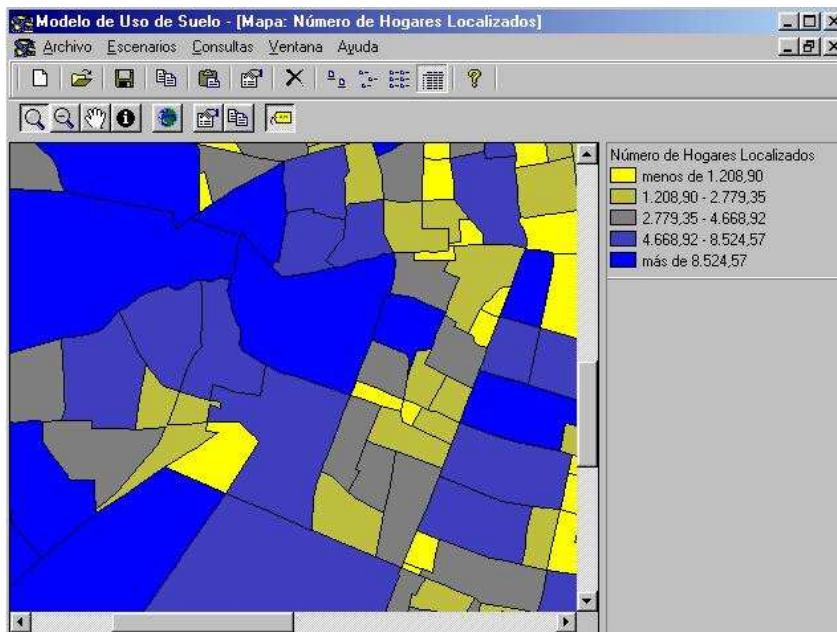 Modelo de Uso de Suelo - [Mapa: Número de Hogares Localizados]
Archivo Escenarios Consultas Ventana Ayuda
Número de Hogares Localizados
menos de 1.208,90
1.208,90 - 2.779,35
2.779,35 - 4.668,92
4.668,92 - 8.524,57
más de 8.524,57